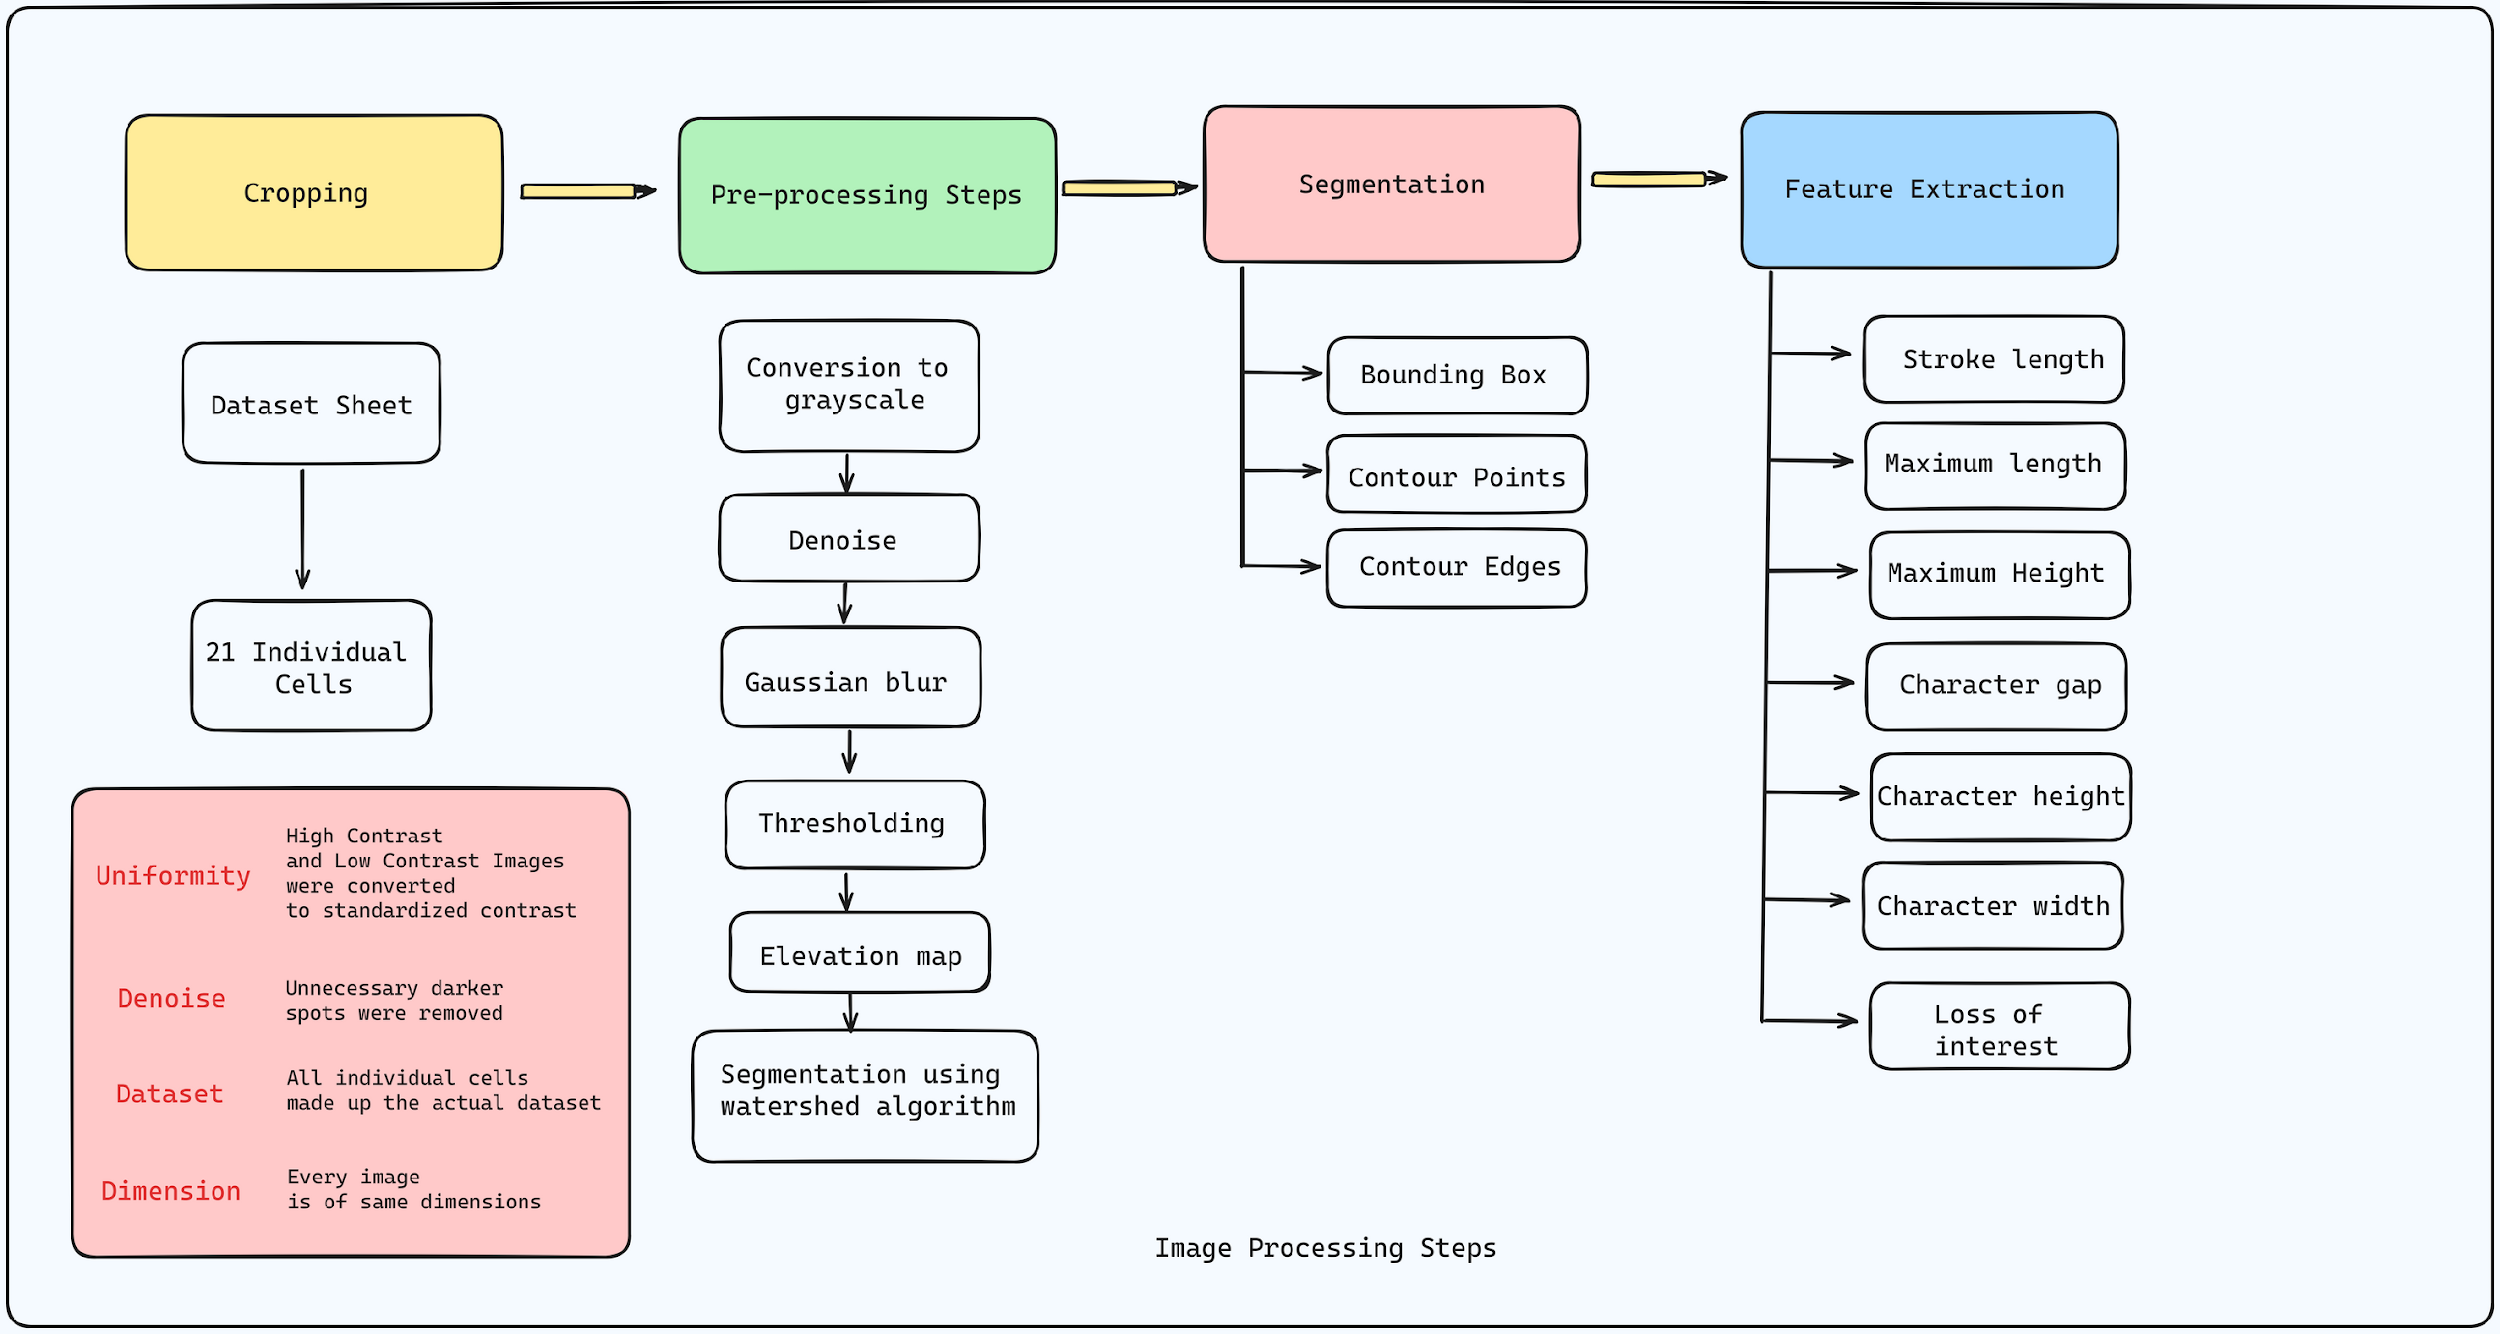 Cropping
Pre-processing Steps
Segmentation
Feature Extraction
Dataset Sheet
21 Individual
Cells
Uniformity
High Contrast
and Low Contrast Images
were converted
to standardized contrast
Denoise
Unnecessary darker
spots were removed
Dataset
All individual cells
made up the actual dataset
Dimension
Every image
is of same dimensions
Conversion to
grayscale
Denoise
Gaussian blur
Thresholding
Elevation map
Segmentation using
watershed algorithm
Bounding Box
Contour Points
Contour Edges
Stroke length
Maximum length
Maximum Height
Character gap
Character height
Character width
Loss of
interest
Image Processing Steps